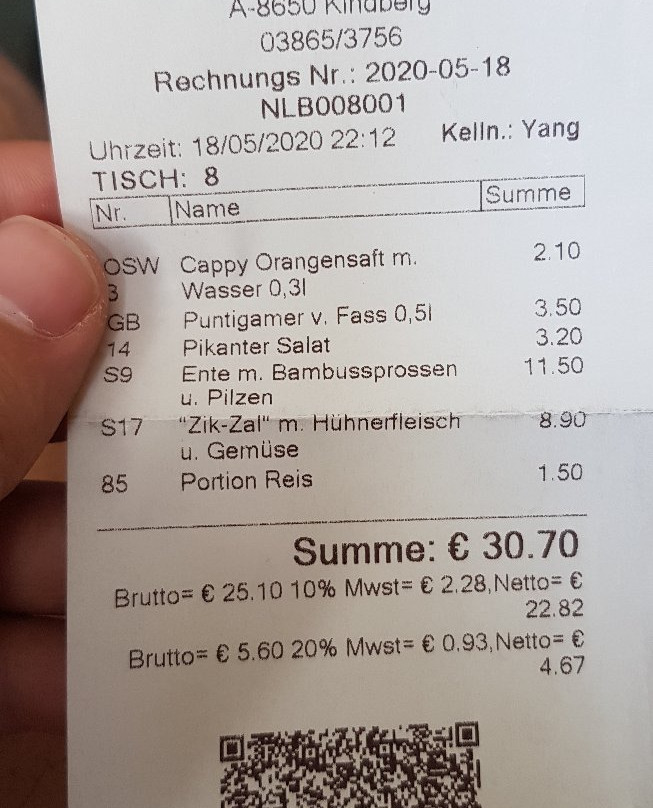 A-8650 Kindberg
03865/3756
Rechnungs Nr.: 2020-05-18
NLB008001
Uhrzeit: 18/05/2020 22:12 Kelln.: Yang
TISCH: 8
Nr. Name Summe
OSW Cappy Orangensaft m. 2.10
3 Wasser 0,3l
GB Puntigamer v. Fass 0,5l 3.50
14 Pikanter Salat 3.20
S9 Ente m. Bambussprossen 11.50
u. Pilzen
S17 "Zik-Zal" m. Hühnerfleisch 8.90
u. Gemüse
85 Portion Reis 1.50
Summe: € 30.70
Brutto= € 25.10 10% Mwst= € 2.28,Netto= €
22.82
Brutto= € 5.60 20% Mwst= € 0.93,Netto= €
4.67